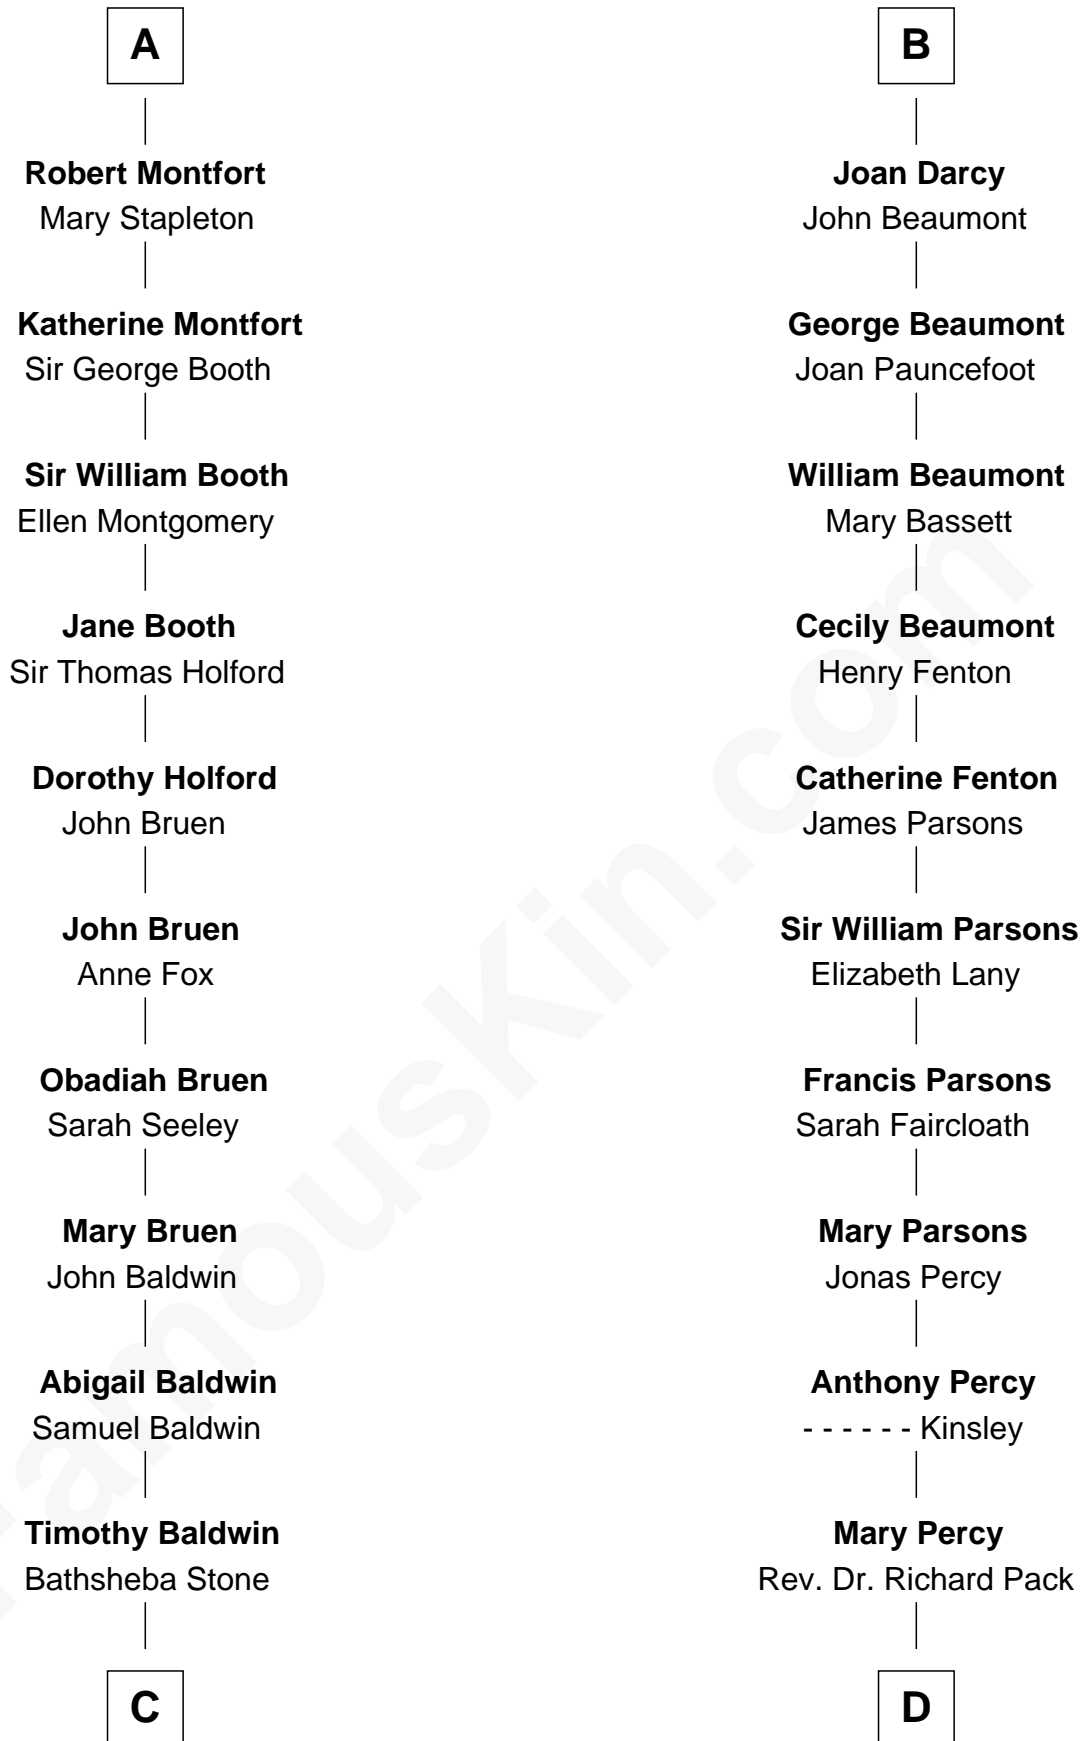 A
Robert Montfort
Mary Stapleton
Katherine Montfort
Sir George Booth
Sir William Booth
Ellen Montgomery
Jane Booth
Sir Thomas Holford
Dorothy Holford
John Bruen
John Bruen
Anne Fox
Obadiah Bruen
Sarah Seeley
Mary Bruen
John Baldwin
Abigail Baldwin
Samuel Baldwin
Timothy Baldwin
Bathsheba Stone
C
B
Joan Darcy
John Beaumont
George Beaumont
Joan Pauncefoot
William Beaumont
Mary Bassett
Cecily Beaumont
Henry Fenton
Catherine Fenton
James Parsons
Sir William Parsons
Elizabeth Lany
Francis Parsons
Sarah Faircloath
Mary Parsons
Jonas Percy
Anthony Percy
- - - - - - Kinsley
Mary Percy
Rev. Dr. Richard Pack
D
FamousKin.com